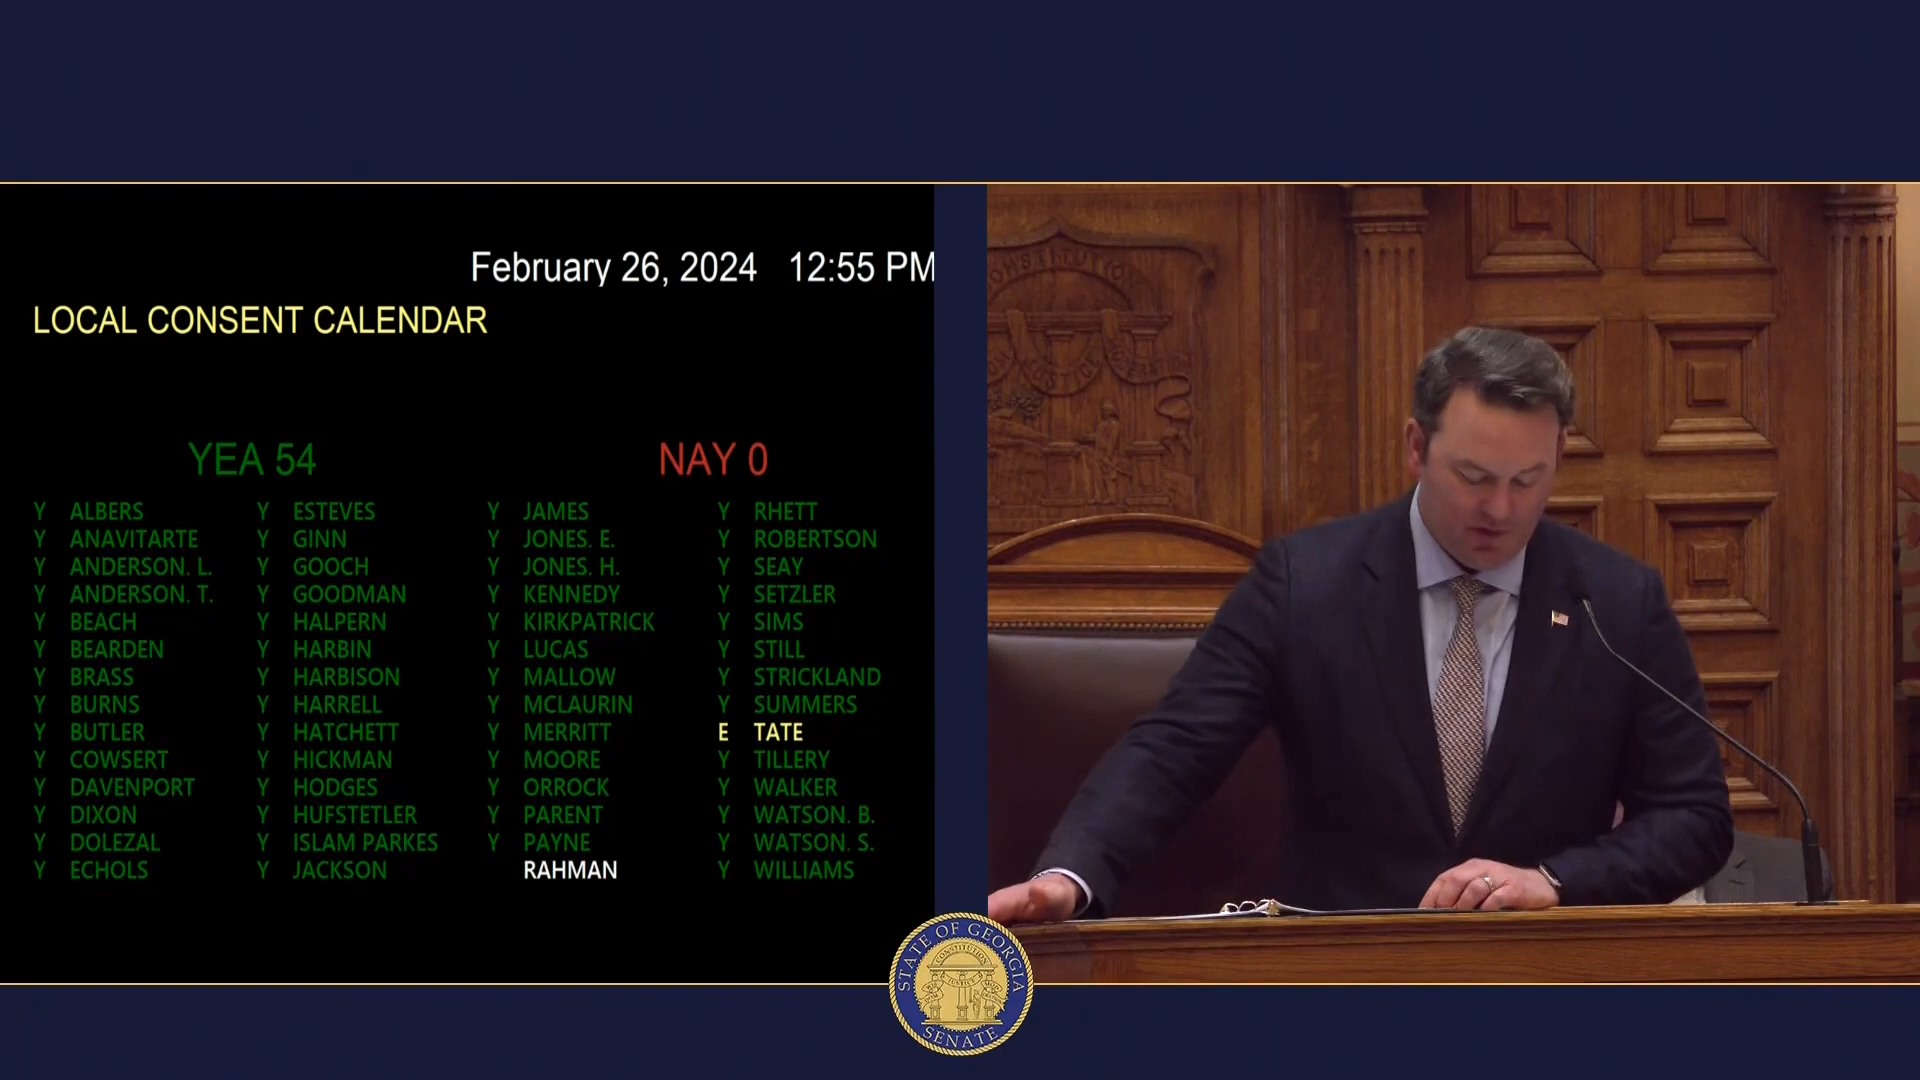 February 26, 2024 12:55 PM
LOCAL CONSENT CALENDAR
YEA 54 NAY 0
Y ALBERS Y ESTEVES Y JAMES Y RHETT
Y ANAVITARTE Y GINN Y JONES. E. Y ROBERTSON
Y ANDERSON. L. Y GOOCH Y JONES. H. Y SEAY
Y ANDERSON. T. Y GOODMAN Y KENNEDY Y SETZLER
Y BEACH Y HALPERN Y KIRKPATRICK Y SIMS
Y BEARDEN Y HARBIN Y LUCAS Y STILL
Y BRASS Y HARBISON Y MALLOW Y STRICKLAND
Y BURNS Y HARRELL Y MCLAURIN Y SUMMERS
Y BUTLER Y HATCHETT Y MERRITT E TATE
Y COWSERT Y HICKMAN Y MOORE Y TILLERY
Y DAVENPORT Y HODGES Y ORROCK Y WALKER
Y DIXON Y HUFSTETLER Y PARENT Y WATSON. B.
Y DOLEZAL Y ISLAM PARKES Y PAYNE Y WATSON. S.
Y ECHOLS Y JACKSON RAHMAN Y WILLIAMS
STATE OF GEORGIA
CONSTITUTION
JUSTICE
SENATE